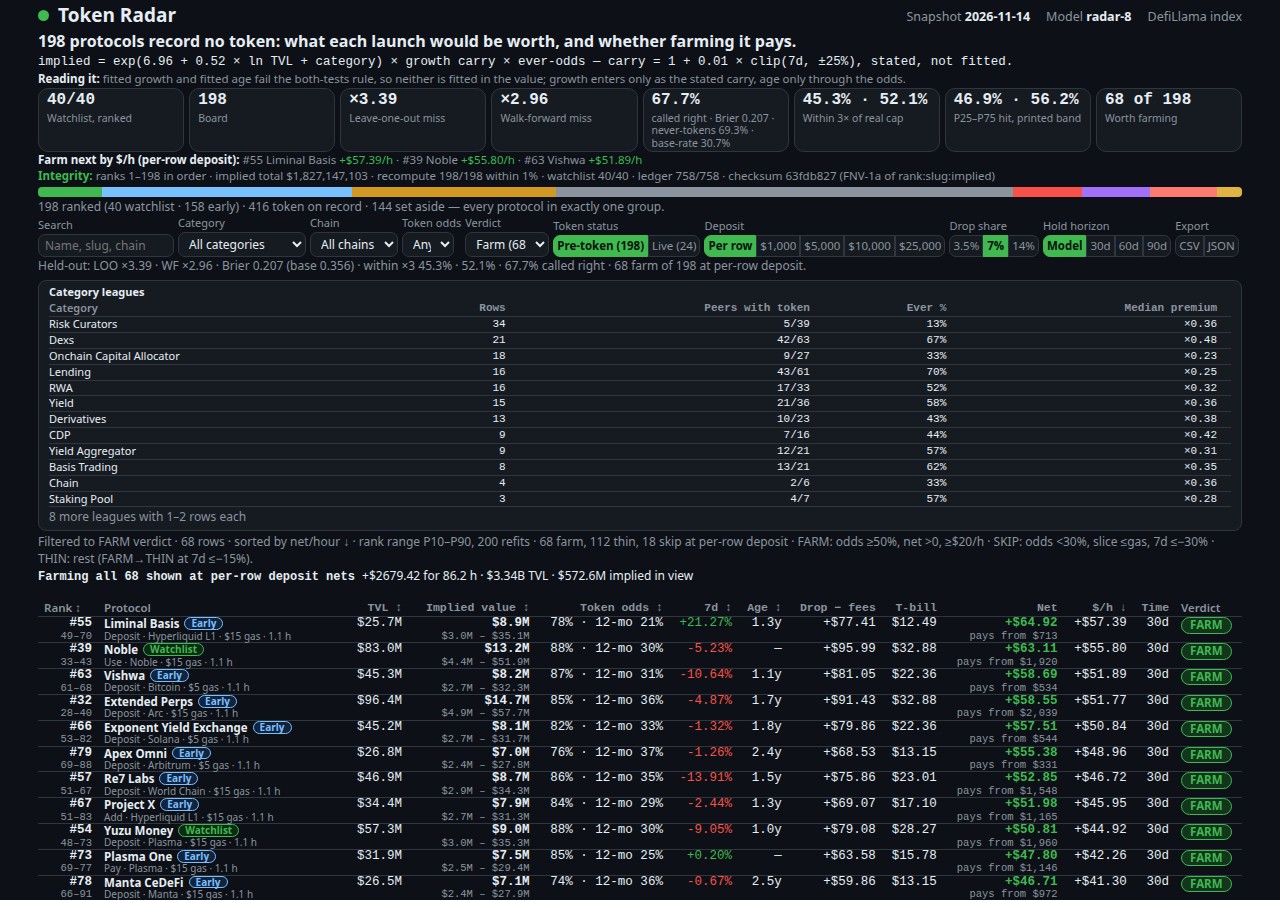 Token Radar
Snapshot 2026-11-14 Model radar-8 DefiLlama index
198 protocols record no token: what each launch would be worth, and whether farming it pays.
implied = exp(6.96 + 0.52 × ln TVL + category) × growth carry × ever-odds — carry = 1 + 0.01 × clip(7d, ±25%), stated, not fitted.
Reading it: fitted growth and fitted age fail the both-tests rule, so neither is fitted in the value; growth enters only as the stated carry, age only through the odds.
40/40 198 ×3.39 ×2.96 67.7% 45.3% · 52.1% 46.9% · 56.2% 68 of 198
Watchlist, ranked Board Leave-one-out miss Walk-forward miss called right · Brier 0.207 · never-tokens 69.3% · base-rate 30.7% Within 3× of real cap P25–P75 hit, printed band Worth farming
Farm next by $/h (per-row deposit): #55 Liminal Basis +$57.39/h · #39 Noble +$55.80/h · #63 Vishwa +$51.89/h
Integrity: ranks 1–198 in order · implied total $1,827,147,103 · recompute 198/198 within 1% · watchlist 40/40 · ledger 758/758 · checksum 63fdb827 (FNV-1a of rank:slug:implied)
198 ranked (40 watchlist · 158 early) · 416 token on record · 144 set aside — every protocol in exactly one group.
Search Category Chain Token odds Verdict Token status Deposit Drop share Hold horizon Export
Name, slug, chain All categories All chains Any Farm (68 Pre-token (198) Live (24) Per row $1,000 $5,000 $10,000 $25,000 3.5% 7% 14% Model 30d 60d 90d CSV JSON
Held-out: LOO ×3.39 · WF ×2.96 · Brier 0.207 (base 0.356) · within ×3 45.3% · 52.1% · 67.7% called right · 68 farm of 198 at per-row deposit.
Category leagues
Category Rows Peers with token Ever % Median premium
Risk Curators 34 5/39 13% ×0.36
Dexs 21 42/63 67% ×0.48
Onchain Capital Allocator 18 9/27 33% ×0.23
Lending 16 43/61 70% ×0.25
RWA 16 17/33 52% ×0.32
Yield 15 21/36 58% ×0.36
Derivatives 13 10/23 43% ×0.38
CDP 9 7/16 44% ×0.42
Yield Aggregator 9 12/21 57% ×0.31
Basis Trading 8 13/21 62% ×0.35
Chain 4 2/6 33% ×0.36
Staking Pool 3 4/7 57% ×0.28
8 more leagues with 1–2 rows each
Filtered to FARM verdict · 68 rows · sorted by net/hour ↓ · rank range P10–P90, 200 refits · 68 farm, 112 thin, 18 skip at per-row deposit · FARM: odds ≥50%, net >0, ≥$20/h · SKIP: odds <30%, slice ≤gas, 7d ≤−30% ·
THIN: rest (FARM→THIN at 7d ≤−15%).
Farming all 68 shown at per-row deposit nets +$2679.42 for 86.2 h · $3.34B TVL · $572.6M implied in view
Rank ↕ Protocol TVL ↕ Implied value ↕ Token odds ↕ 7d ↕ Age ↕ Drop − fees T-bill Net $/h ↓ Time Verdict
#55 Liminal Basis Early $25.7M $8.9M 78% · 12-mo 21% +21.27% 1.3y +$77.41 $12.49 +$64.92 +$57.39 30d FARM
49–70 Deposit · Hyperliquid L1 · $15 gas · 1.1 h $3.0M – $35.1M pays from $713
#39 Noble Watchlist $83.0M $13.2M 88% · 12-mo 30% -5.23% — +$95.99 $32.88 +$63.11 +$55.80 30d FARM
33–43 Use · Noble · $15 gas · 1.1 h $4.4M – $51.9M pays from $1,920
#63 Vishwa Early $45.3M $8.2M 87% · 12-mo 31% -10.64% 1.1y +$81.05 $22.36 +$58.69 +$51.89 30d FARM
61–68 Deposit · Bitcoin · $5 gas · 1.1 h $2.7M – $32.3M pays from $534
#32 Extended Perps Early $96.4M $14.7M 85% · 12-mo 36% -4.87% 1.7y +$91.43 $32.88 +$58.55 +$51.77 30d FARM
28–40 Deposit · Arc · $15 gas · 1.1 h $4.9M – $57.7M pays from $2,039
#66 Exponent Yield Exchange Early $45.2M $8.1M 82% · 12-mo 33% -1.32% 1.8y +$79.86 $22.36 +$57.51 +$50.84 30d FARM
53–82 Deposit · Solana · $5 gas · 1.1 h $2.7M – $31.7M pays from $544
#79 Apex Omni Early $26.8M $7.0M 76% · 12-mo 37% -1.26% 2.4y +$68.53 $13.15 +$55.38 +$48.96 30d FARM
69–88 Deposit · Arbitrum · $5 gas · 1.1 h $2.4M – $27.8M pays from $331
#57 Re7 Labs Early $46.9M $8.7M 86% · 12-mo 35% -13.91% 1.5y +$75.86 $23.01 +$52.85 +$46.72 30d FARM
51–67 Deposit · World Chain · $15 gas · 1.1 h $2.9M – $34.3M pays from $1,548
#67 Project X Early $34.4M $7.9M 84% · 12-mo 29% -2.44% 1.3y +$69.07 $17.10 +$51.98 +$45.95 30d FARM
51–83 Add · Hyperliquid L1 · $15 gas · 1.1 h $2.7M – $31.3M pays from $1,165
#54 Yuzu Money Watchlist $57.3M $9.0M 88% · 12-mo 30% -9.05% 1.0y +$79.08 $28.27 +$50.81 +$44.92 30d FARM
48–73 Deposit · Plasma · $15 gas · 1.1 h $3.0M – $35.3M pays from $1,960
#73 Plasma One Early $31.9M $7.5M 85% · 12-mo 25% +0.20% — +$63.58 $15.78 +$47.80 +$42.26 30d FARM
69–77 Pay · Plasma · $15 gas · 1.1 h $2.5M – $29.4M pays from $1,146
#78 Manta CeDeFi Early $26.5M $7.1M 74% · 12-mo 36% -0.67% 2.5y +$59.86 $13.15 +$46.71 +$41.30 30d FARM
66–91 Deposit · Manta · $15 gas · 1.1 h $2.4M – $27.9M pays from $972